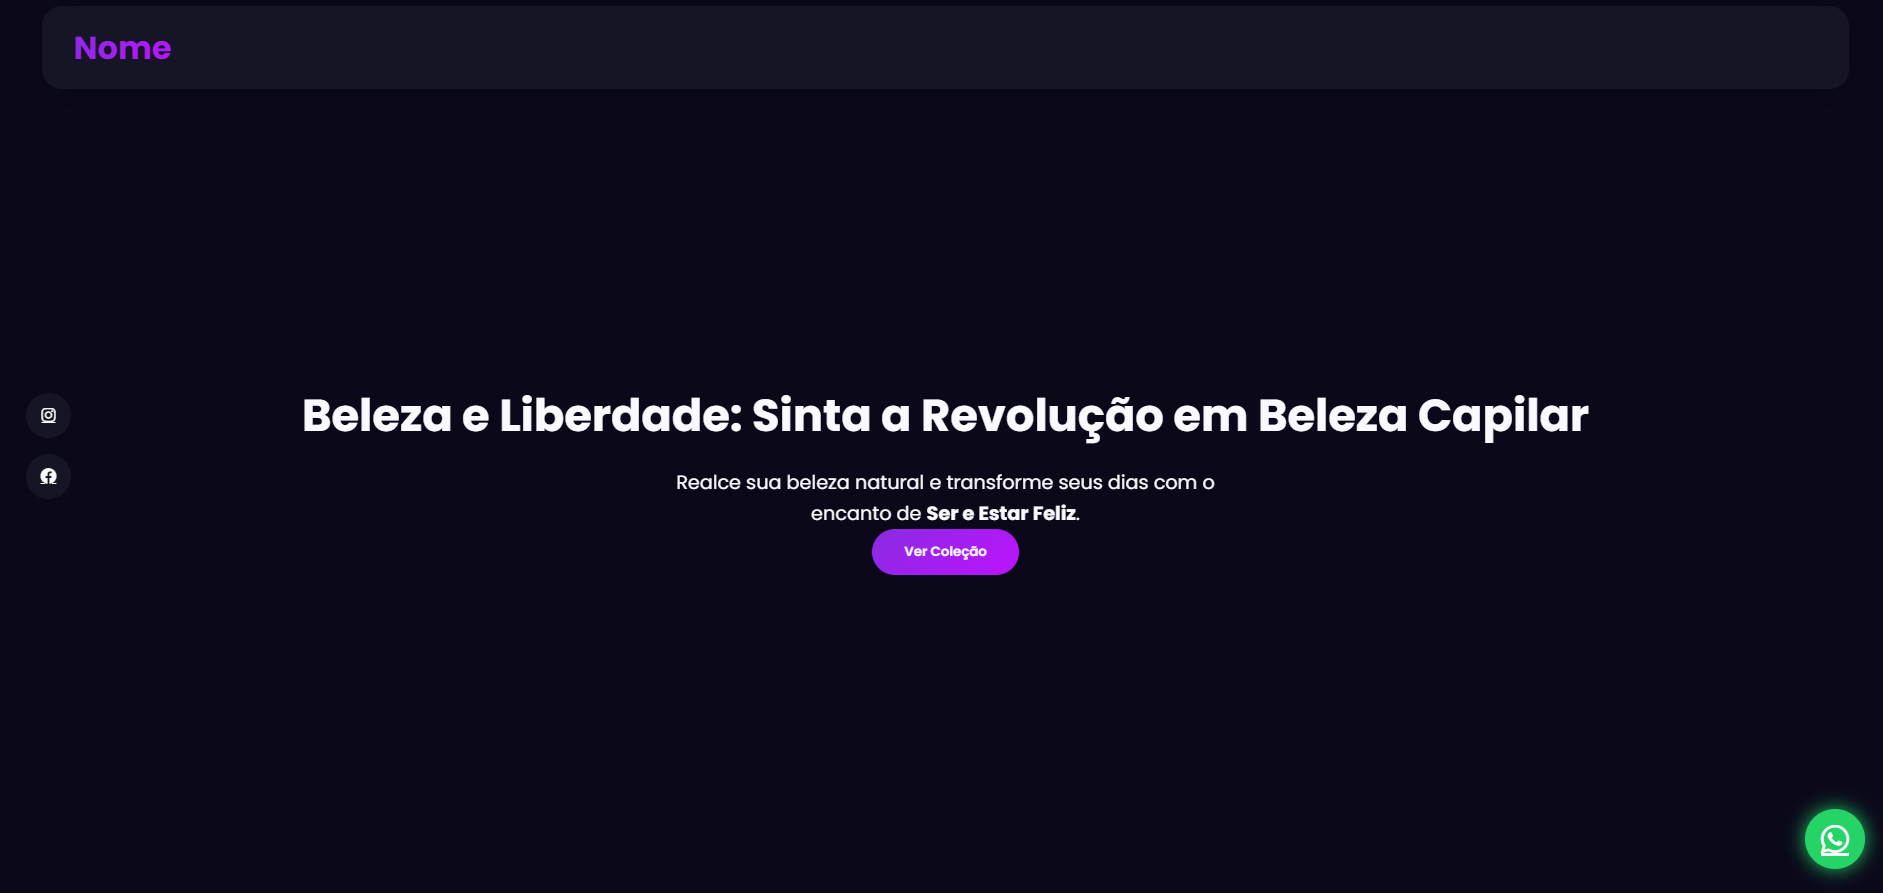 Nome
Beleza e Liberdade: Sinta a Revolução em Beleza Capilar
Realce sua beleza natural e transforme seus dias com o
encanto de Ser e Estar Feliz.
Ver Coleção